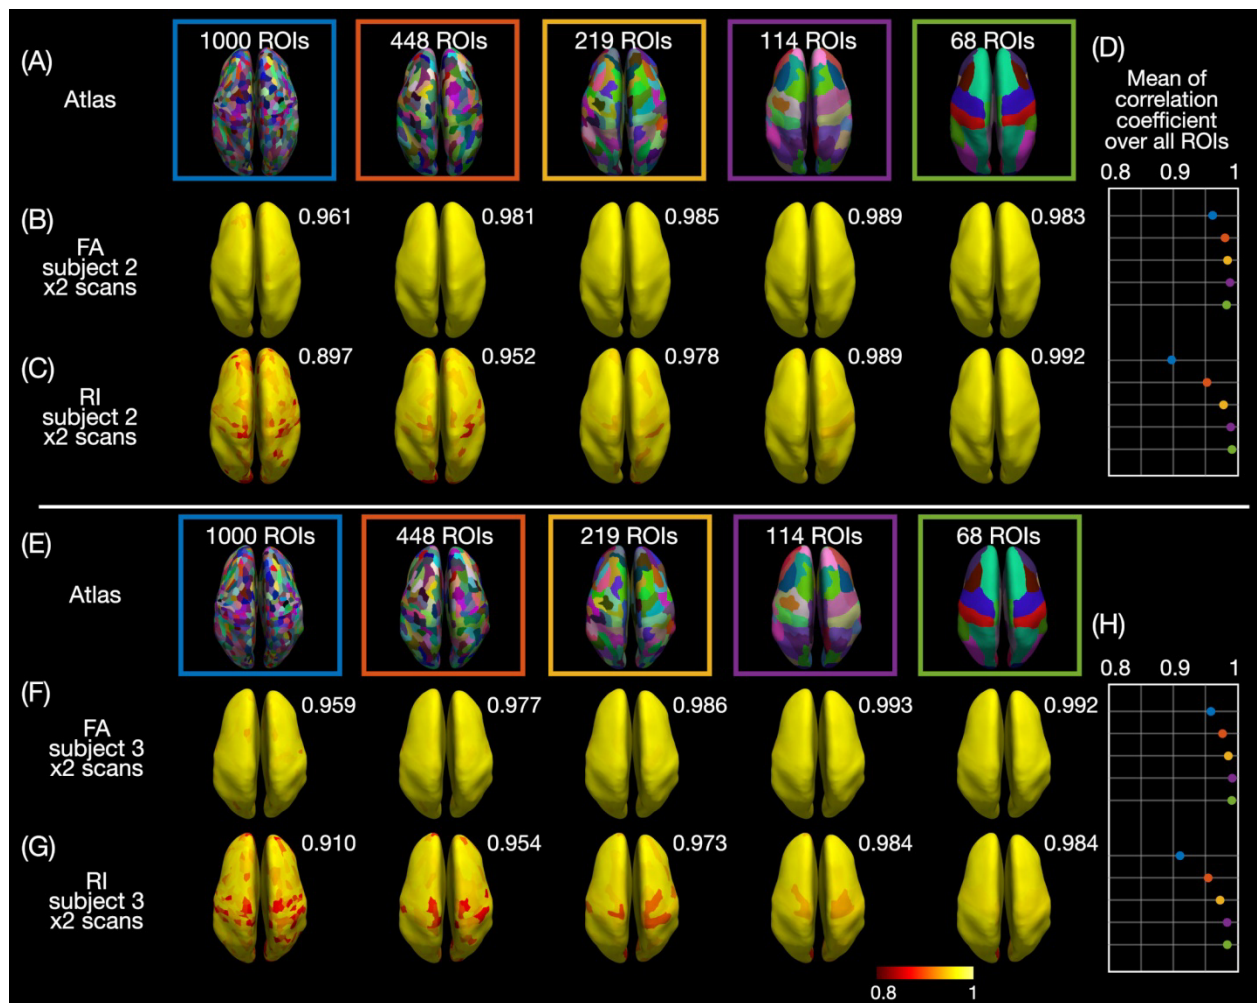 (A)
Atlas
1000 ROIs
448 ROIs
219 ROIs
114 ROIs
68 ROIs
(D)
Mean of
correlation
coefficient
over all ROIs
0.8 0.9 1
(B)
FA
subject 2
x2 scans
0.961
0.981
0.985
0.989
0.983
(C)
RI
subject 2
x2 scans
0.897
0.952
0.978
0.989
0.992
(E)
Atlas
1000 ROIs
448 ROIs
219 ROIs
114 ROIs
68 ROIs
(H)
0.8 0.9 1
(F)
FA
subject 3
x2 scans
0.959
0.977
0.986
0.993
0.992
(G)
RI
subject 3
x2 scans
0.910
0.954
0.973
0.984
0.984
0.8 1